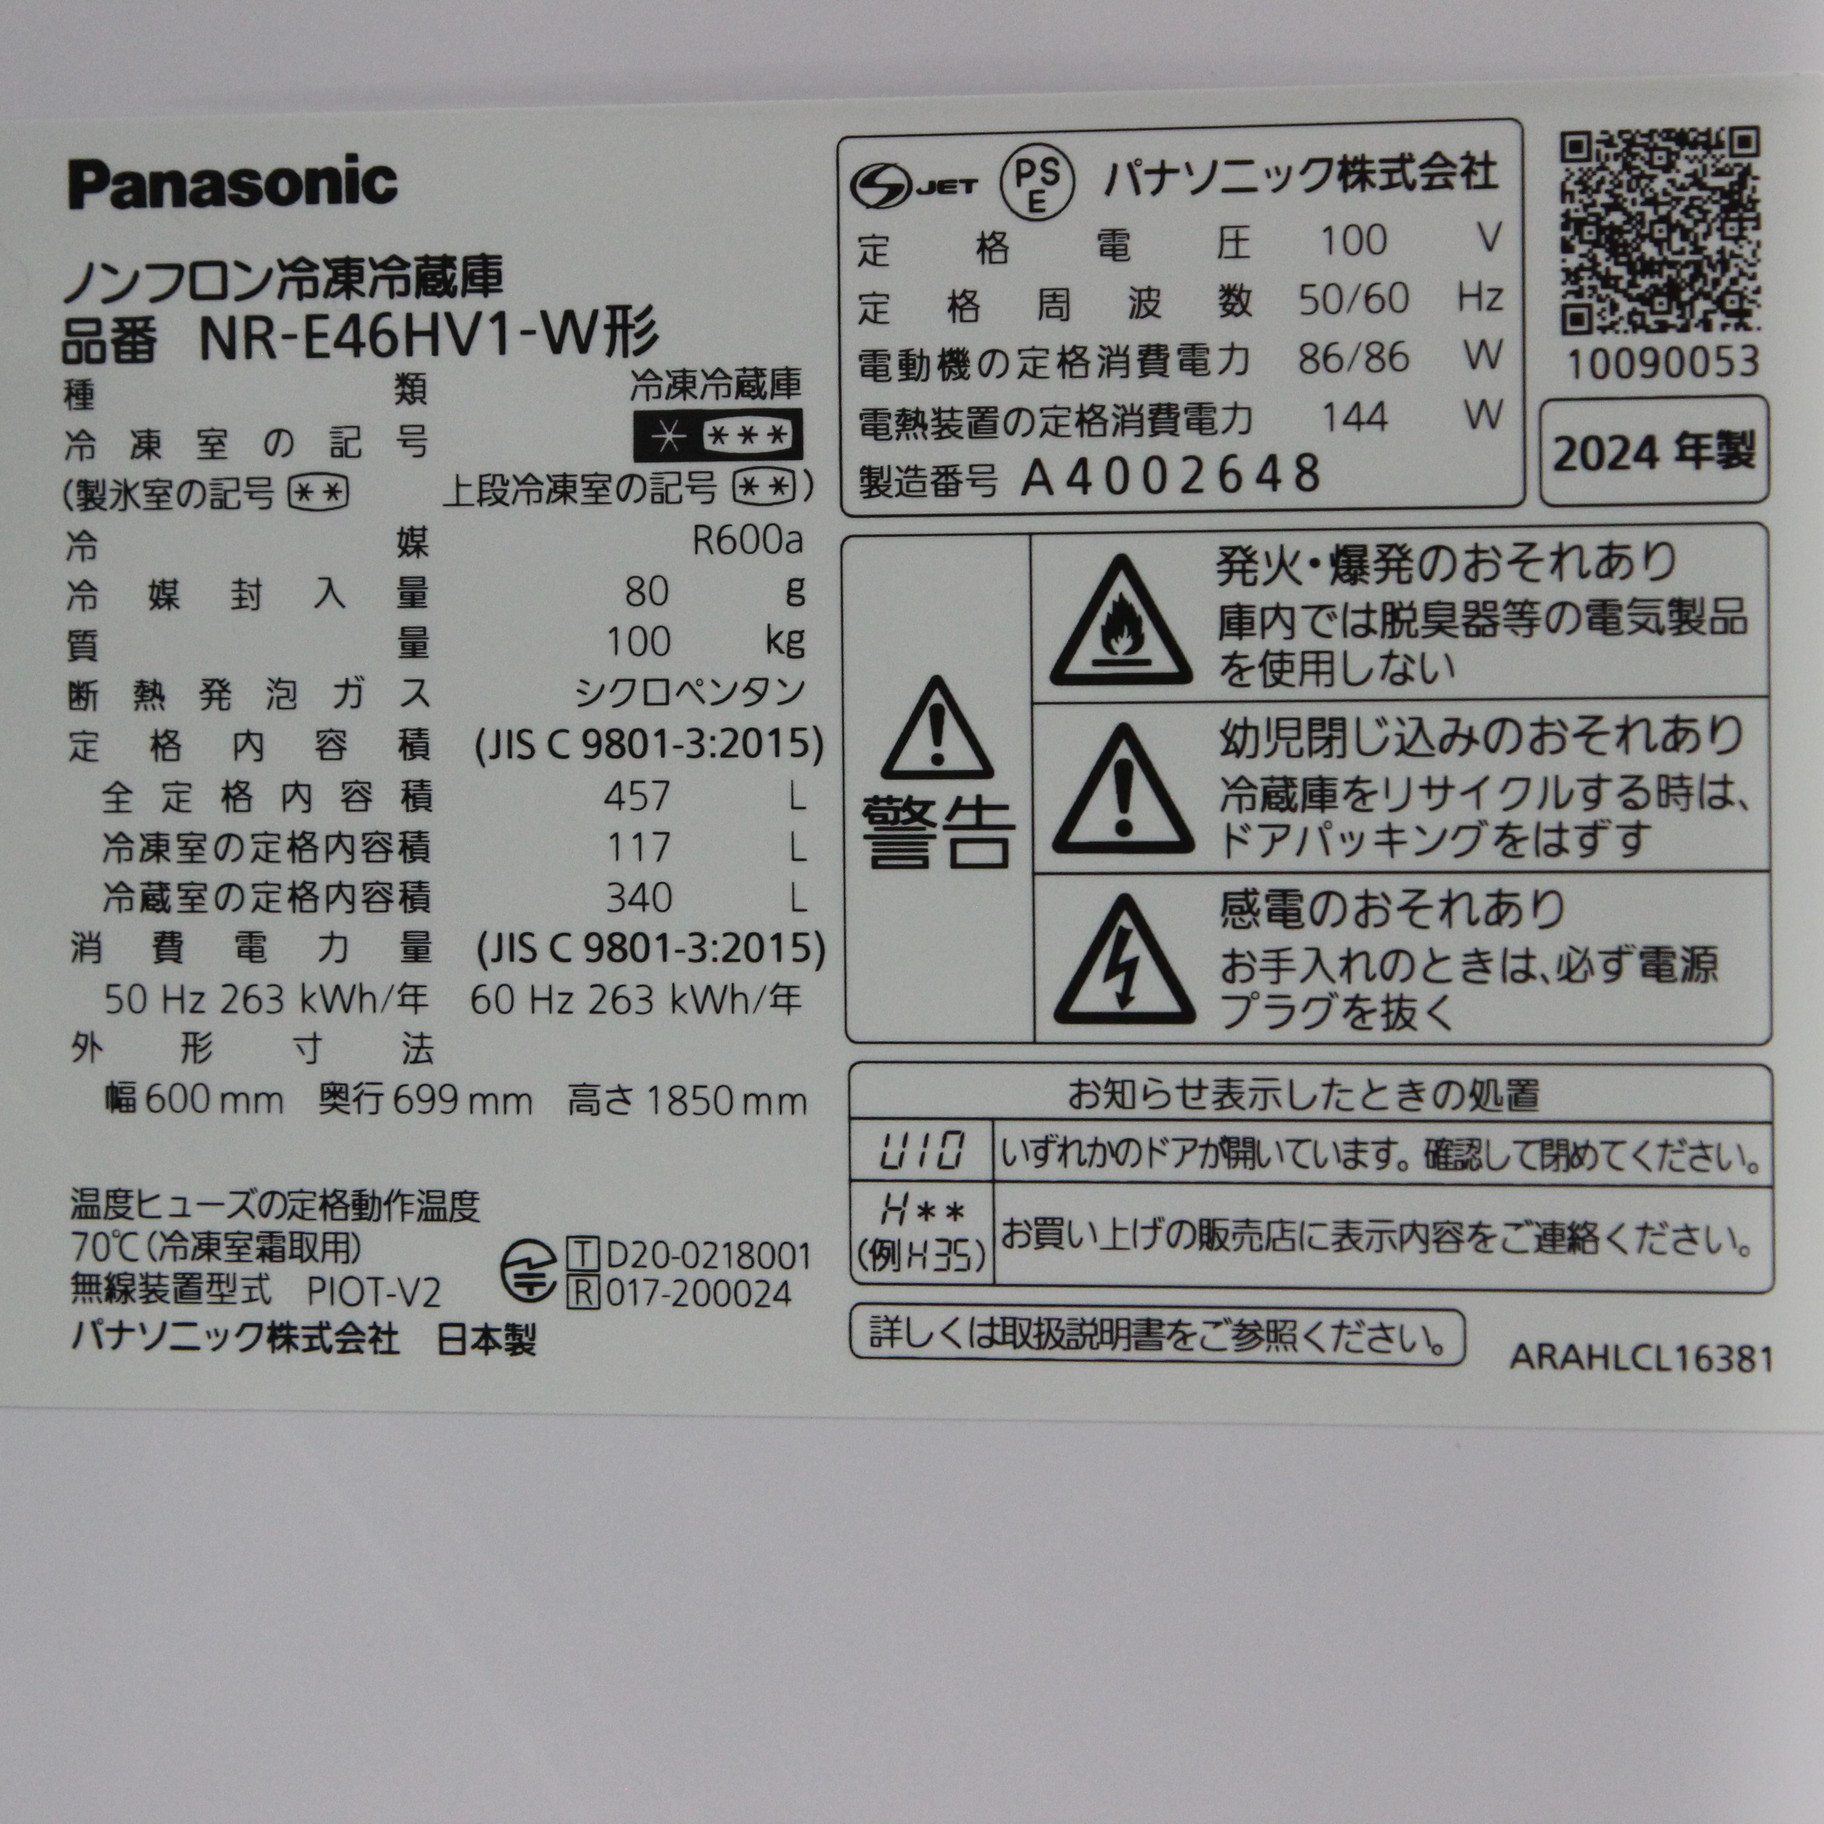 Panasonic
ノンフロン冷凍冷蔵庫
品番 NR-E46HV1-W形
種類 冷凍冷蔵庫
冷凍室の記号 * ***
(製氷室の記号 ** 上段冷凍室の記号 **)
冷媒 R600a
冷媒封入量 80 g
質量 100 kg
断熱発泡ガス シクロペンタン
定格内容積 (JIS C 9801-3:2015)
全定格内容積 457 L
冷凍室の定格内容積 117 L
冷蔵室の定格内容積 340 L
消費電力量 (JIS C 9801-3:2015)
50 Hz 263 kWh/年 60 Hz 263 kWh/年
外形寸法
幅600mm 奥行699mm 高さ1850mm
温度ヒューズの定格動作温度
70℃(冷凍室霜取用)
無線装置型式 PIOT-V2
T D20-0218001
R 017-200024
パナソニック株式会社 日本製
S JET PSE パナソニック株式会社
定格電圧 100 V
定格周波数 50/60 Hz
電動機の定格消費電力 86/86 W
電熱装置の定格消費電力 144 W
製造番号 A4002648
10090053
2024 年製
警告
発火・爆発のおそれあり
庫内では脱臭器等の電気製品
を使用しない
幼児閉じ込みのおそれあり
冷蔵庫をリサイクルする時は、
ドアパッキングをはずす
感電のおそれあり
お手入れのときは、必ず電源
プラグを抜く
お知らせ表示したときの処置
U10 いずれかのドアが開いています。確認して閉めてください。
H**
(例H35) お買い上げの販売店に表示内容をご連絡ください。
詳しくは取扱説明書をご参照ください。
ARAHLCL16381